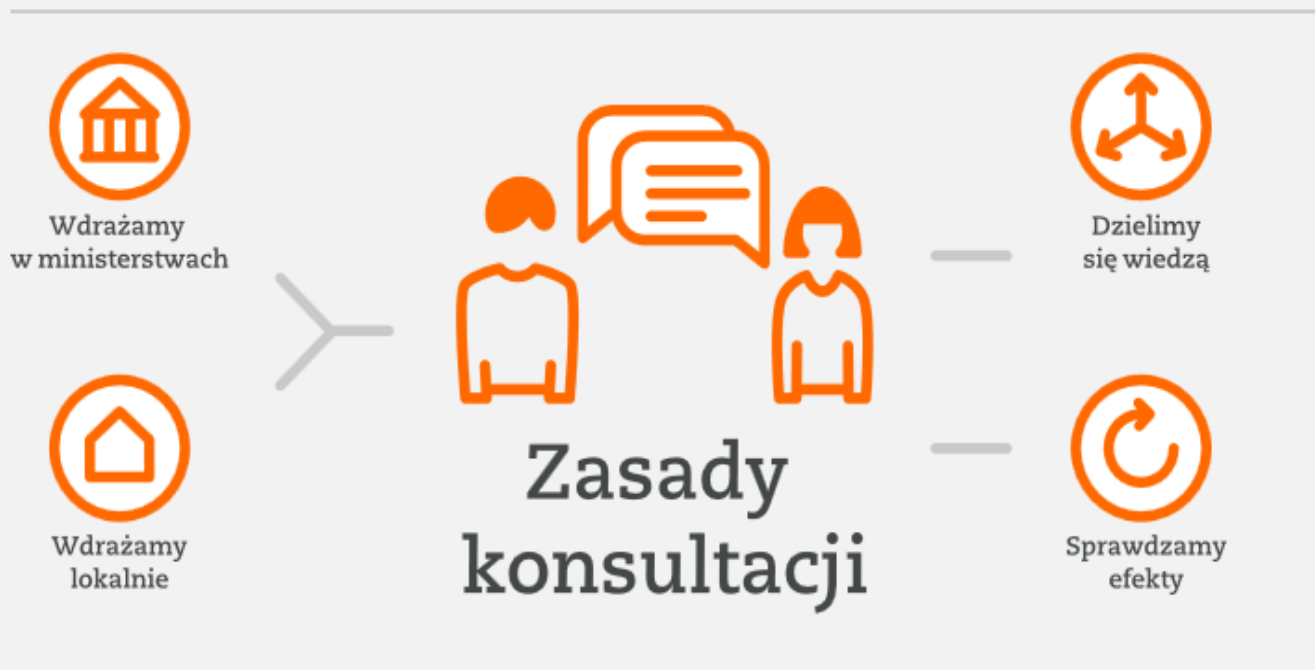 Wdrażamy
w ministerstwach
Wdrażamy
lokalnie
Zasady
konsultacji
Dzielimy
się wiedzą
Sprawdzamy
efekty